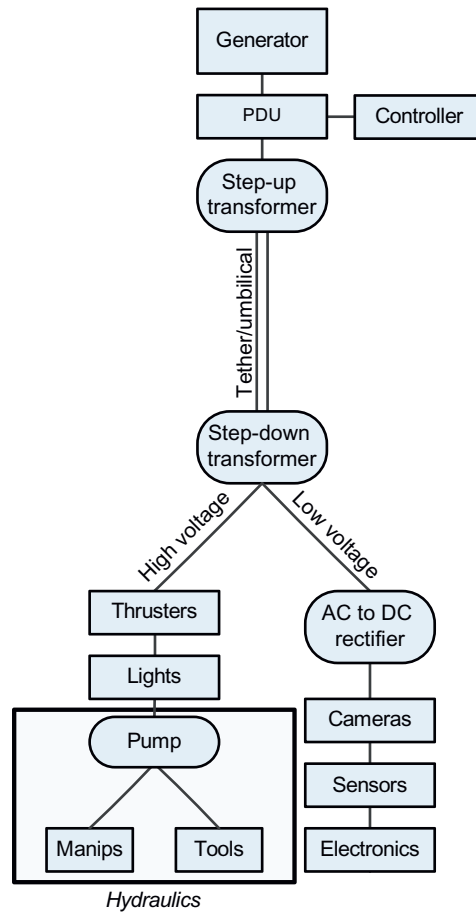 Generator
PDU
Controller
Step-up
transformer
Tether/umbilical
Step-down
transformer
High voltage
Low voltage
Thrusters
AC to DC
rectifier
Lights
Cameras
Pump
Sensors
Manips
Tools
Electronics
Hydraulics